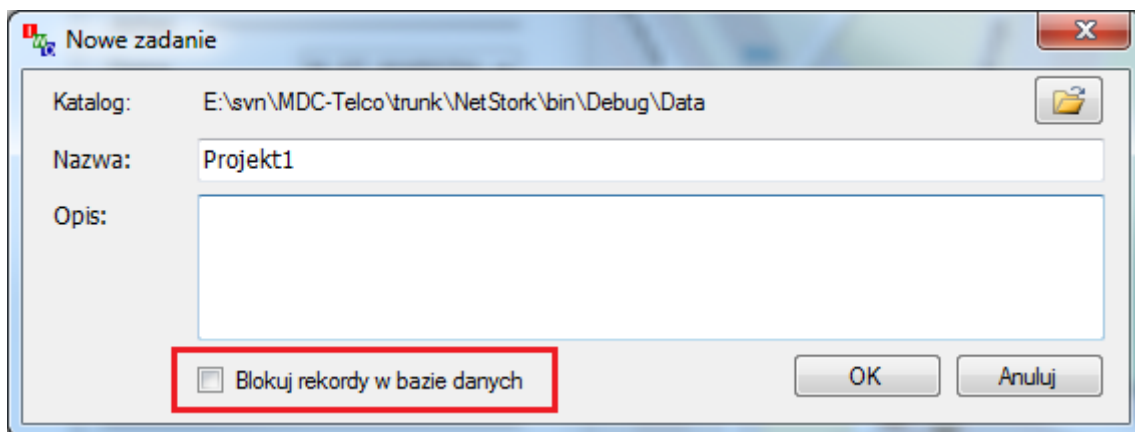 Nowe zadanie
Katalog: E:\svn\MDC-Telco\trunk\NetStork\bin\Debug\Data
Nazwa: Projekt1
Opis:
Blokuj rekordy w bazie danych OK Anuluj